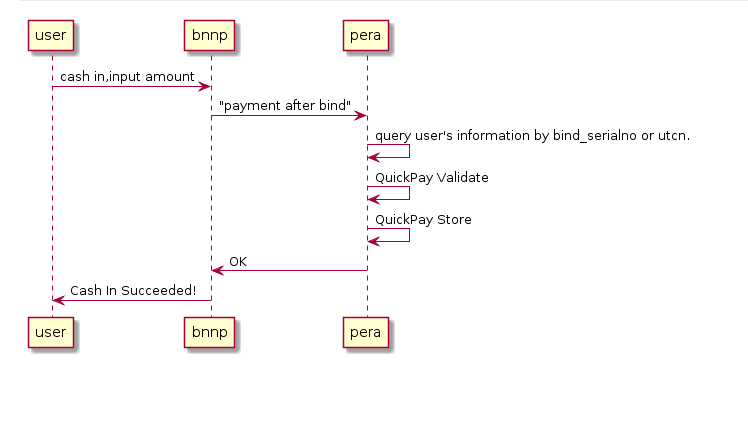 user bnnp pera
cash in,input amount
"payment after bind"
query user's information by bind_serialno or utcn.
QuickPay Validate
QuickPay Store
OK
Cash In Succeeded!
user bnnp pera